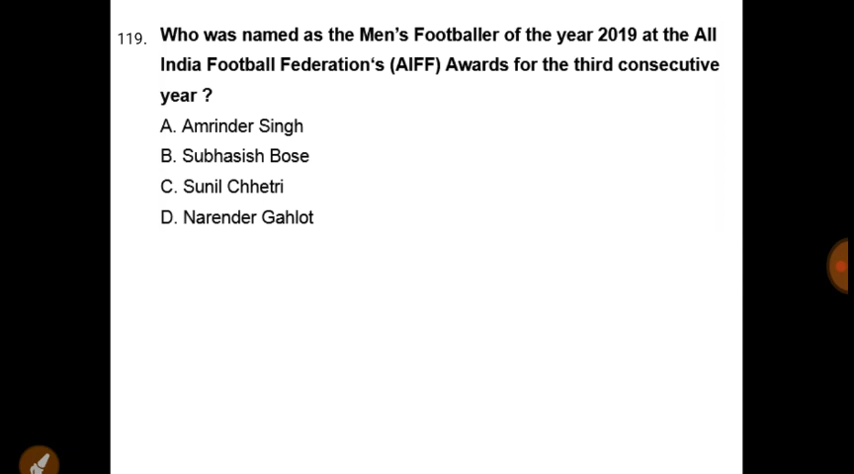 119. Who was named as the Men’s Footballer of the year 2019 at the All
India Football Federation‘s (AIFF) Awards for the third consecutive
year ?
A. Amrinder Singh
B. Subhasish Bose
C. Sunil Chhetri
D. Narender Gahlot